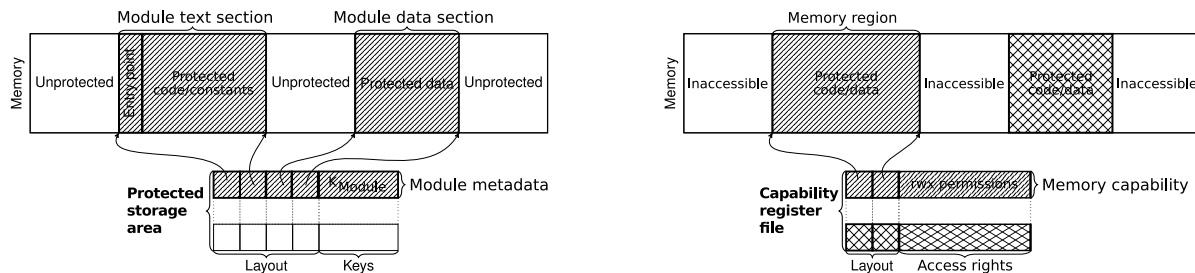 Module text section
Module data section
Memory
Unprotected
Entry point
Protected
code/constants
Unprotected
Protected data
Unprotected
Protected
storage
area
KModule
Module metadata
Layout
Keys
Memory region
Memory
Inaccessible
Protected
code/data
Inaccessible
Protected
code/data
Inaccessible
Capability
register
file
rwx permissions
Memory capability
Layout
Access rights